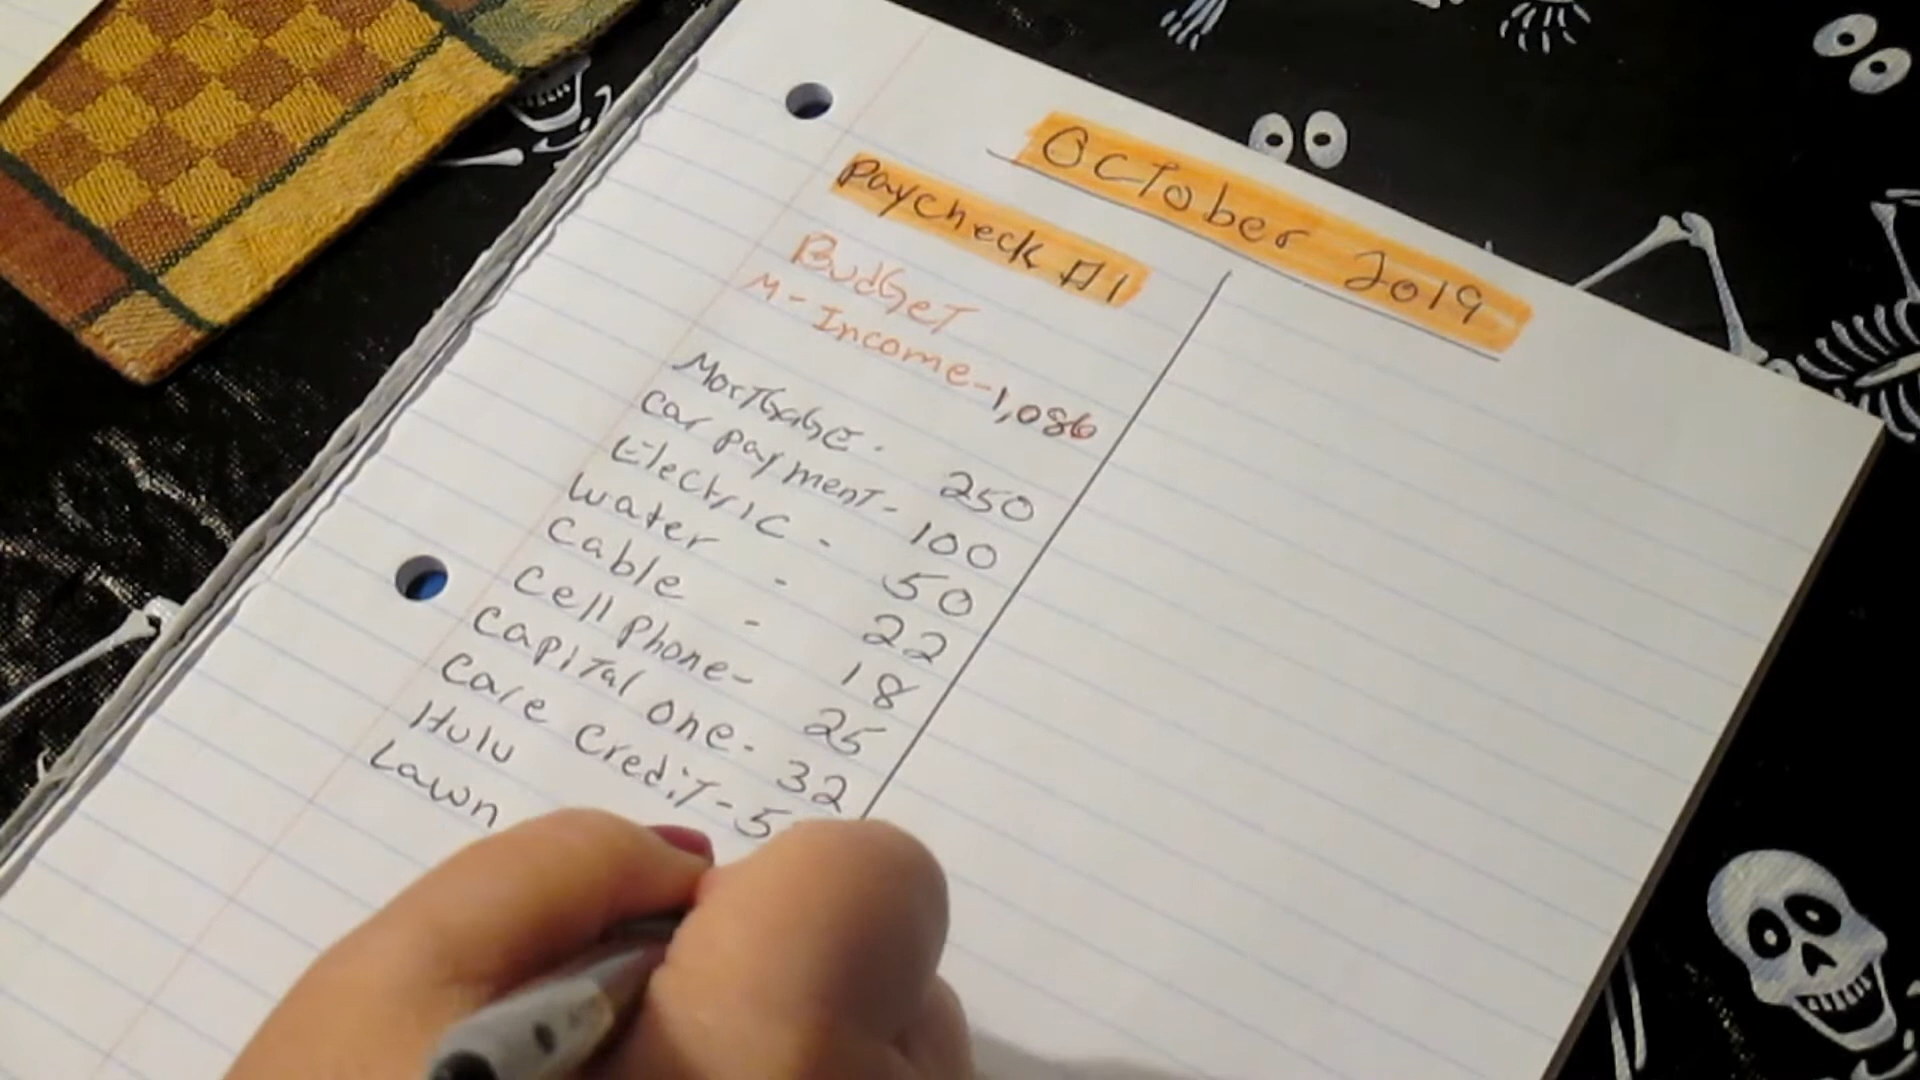 October 2019
Paycheck #1
Budget
M - Income - 1,086
Mortgage - 250
Car payment - 100
Electric - 50
Water - 22
Cable - 18
Cell Phone - 25
Capital One - 32
Care Credit - 5
Hulu
Lawn